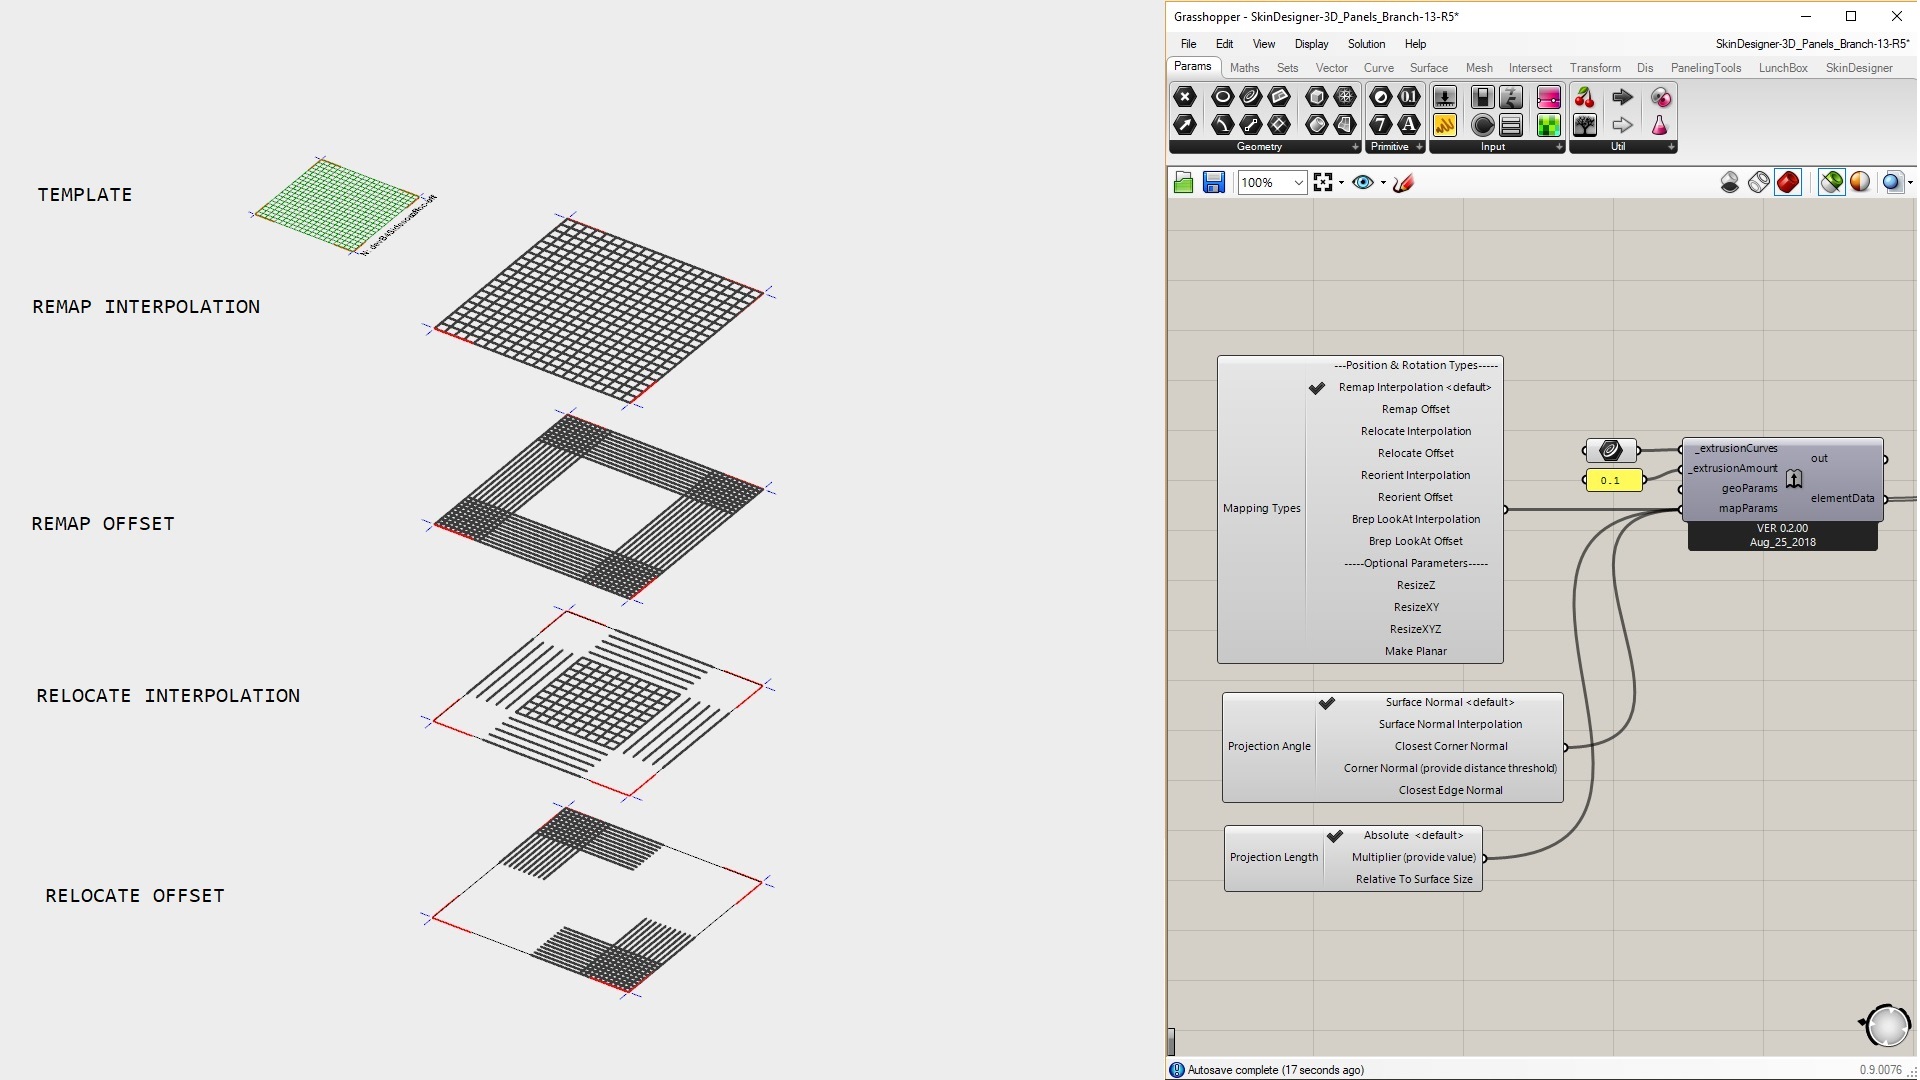 TEMPLATE
REMAP INTERPOLATION
REMAP OFFSET
RELOCATE INTERPOLATION
RELOCATE OFFSET
Grasshopper - SkinDesigner-3D_Panels_Branch-13-R5*
File Edit View Display Solution Help SkinDesigner-3D_Panels_Branch-13-R5*
Params Maths Sets Vector Curve Surface Mesh Intersect Transform Dis PanelingTools LunchBox SkinDesigner
0.1
7 A
Geometry Primitive Input Util
100%
Mapping Types
---Position & Rotation Types-----
Remap Interpolation <default>
Remap Offset
Relocate Interpolation
Relocate Offset
Reorient Interpolation
Reorient Offset
Brep LookAt Interpolation
Brep LookAt Offset
-----Optional Parameters-----
ResizeZ
ResizeXY
ResizeXYZ
Make Planar
0.1
_extrusionCurves
_extrusionAmount
geoParams
mapParams
out
elementData
VER 0.2.00
Aug_25_2018
Projection Angle
Surface Normal <default>
Surface Normal Interpolation
Closest Corner Normal
Corner Normal (provide distance threshold)
Closest Edge Normal
Projection Length
Absolute <default>
Multiplier (provide value)
Relative To Surface Size
Autosave complete (17 seconds ago) 0.9.0076